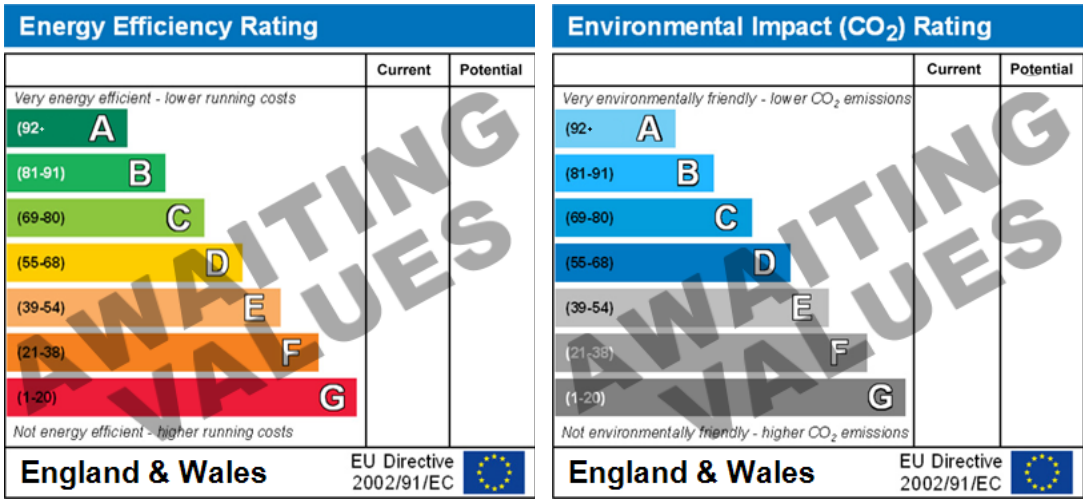 Energy Efficiency Rating
Current Potential
Very energy efficient - lower running costs
(92+ A
(81-91) B
(69-80) C
(55-68) D
(39-54) E
(21-38) F
(1-20) G
Not energy efficient - higher running costs
England & Wales
EU Directive
2002/91/EC
AWAITING
VALUES
Environmental Impact (CO₂) Rating
Current Potential
Very environmentally friendly - lower CO₂ emissions
(92+ A
(81-91) B
(69-80) C
(55-68) D
(39-54) E
(21-38) F
(1-20) G
Not environmentally friendly - higher CO₂ emissions
England & Wales
EU Directive
2002/91/EC
AWAITING
VALUES